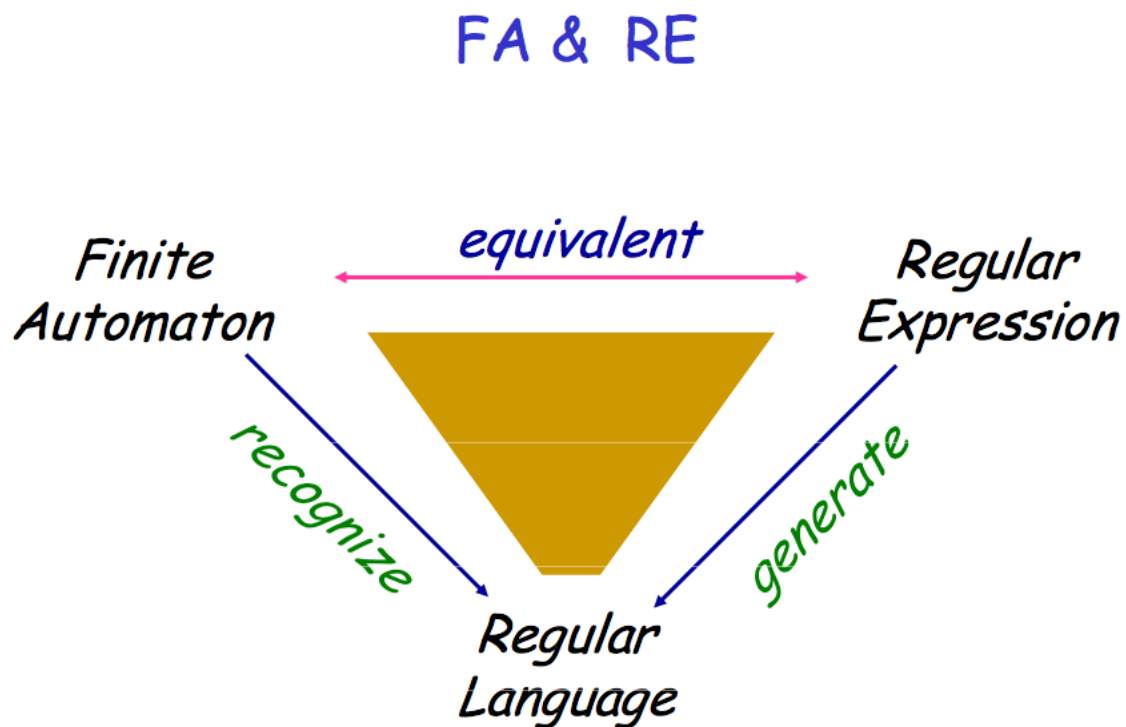 FA & RE
equivalent
Finite
Automaton
Regular
Expression
recognize
generate
Regular
Language